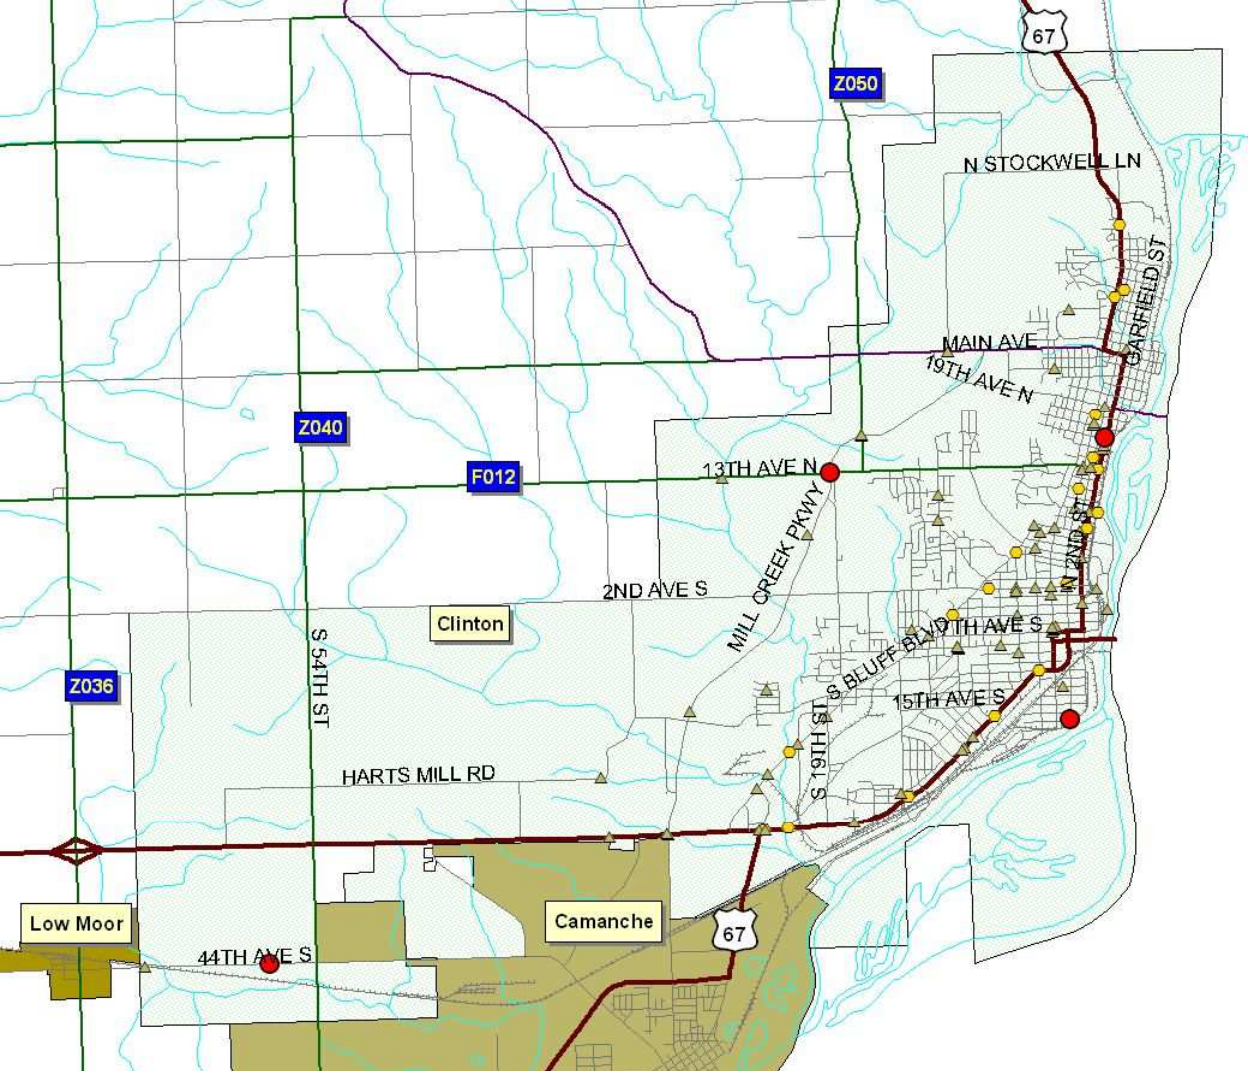 67
Z050
N STOCKWELL LN
GARFIELD ST
MAIN AVE
19TH AVE N
Z040
F012
13TH AVE N
MILL CREEK PKWY
N 2ND ST
2ND AVE S
Clinton
7TH AVE S
S BLUFF BLVD
S 54TH ST
Z036
15TH AVE S
S 19TH ST
HARTS MILL RD
Low Moor
Camanche
67
44TH AVE S